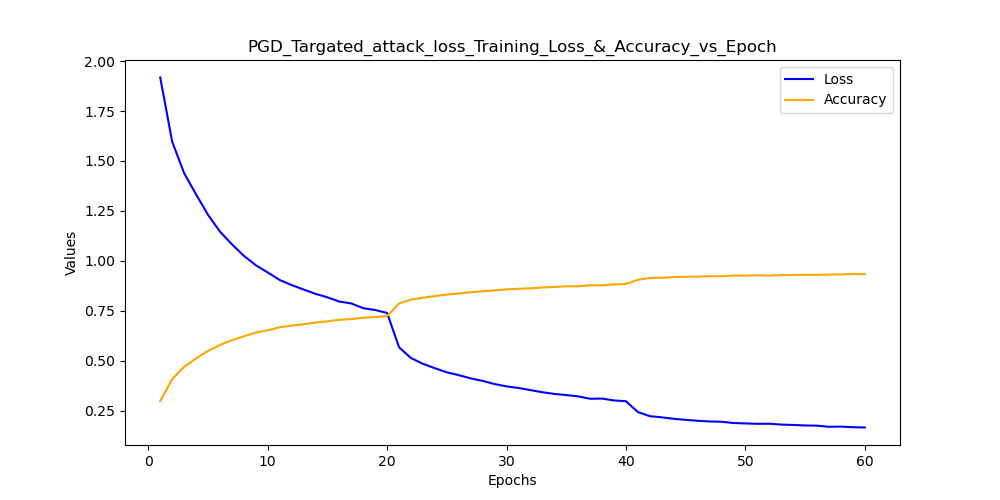 PGD_Targated_attack_loss_Training_Loss_&_Accuracy_vs_Epoch
2.00
1.75
1.50
1.25
1.00
0.75
0.50
0.25
Values
Loss
Accuracy
0 10 20 30 40 50 60
Epochs